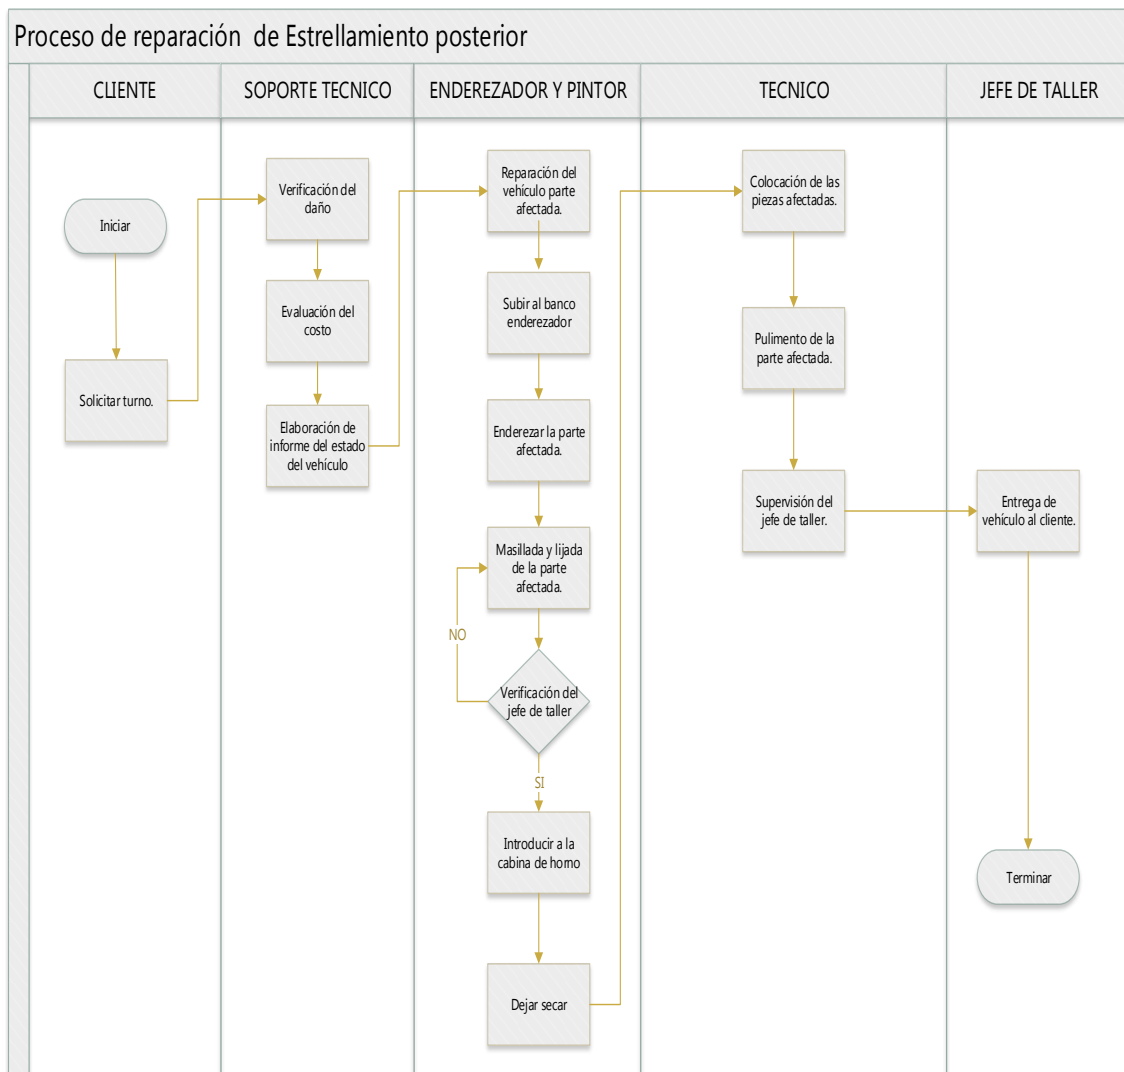 Proceso de reparación  de Estrellamiento posterior
CLIENTE
SOPORTE TECNICO
ENDEREZADOR Y PINTOR
TECNICO
JEFE DE TALLER
Iniciar
Solicitar turno.
Verificación del
daño
Evaluación del
costo
Elaboración de
informe del estado
del vehículo
Reparación del
vehículo parte
afectada.
Subir al banco
enderezador
Enderezar la parte
afectada.
Masillada y lijada
de la parte
afectada.
NO
Verificación del
jefe de taller
SI
Introducir a la
cabina de horno
Dejar secar
Colocación de las
piezas afectadas.
Pulimento de la
parte afectada.
Supervisión del
jefe de taller.
Entrega de
vehículo al cliente.
Terminar